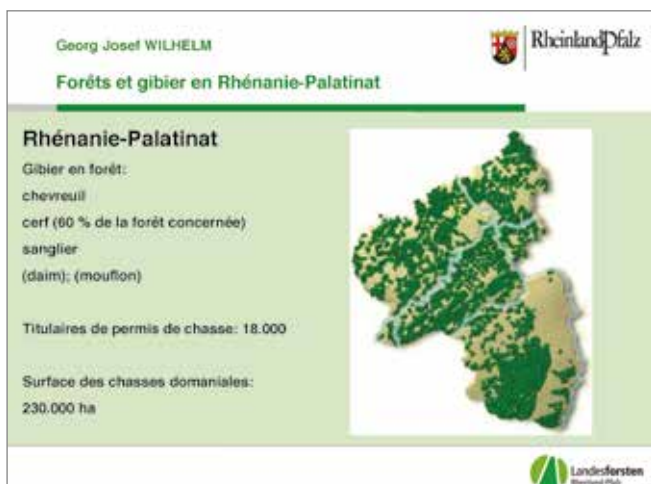 Georg Josef WILHELM
RheinlandPfalz
Forêts et gibier en Rhénanie-Palatinat
Rhénanie-Palatinat
Gibier en forêt:
chevreuil
cerf (60 % de la forêt concernée)
sanglier
(daim); (mouflon)
Titulaires de permis de chasse: 18.000
Surface des chasses domaniales:
230.000 ha
Landesforsten
Rheinland-Pfalz